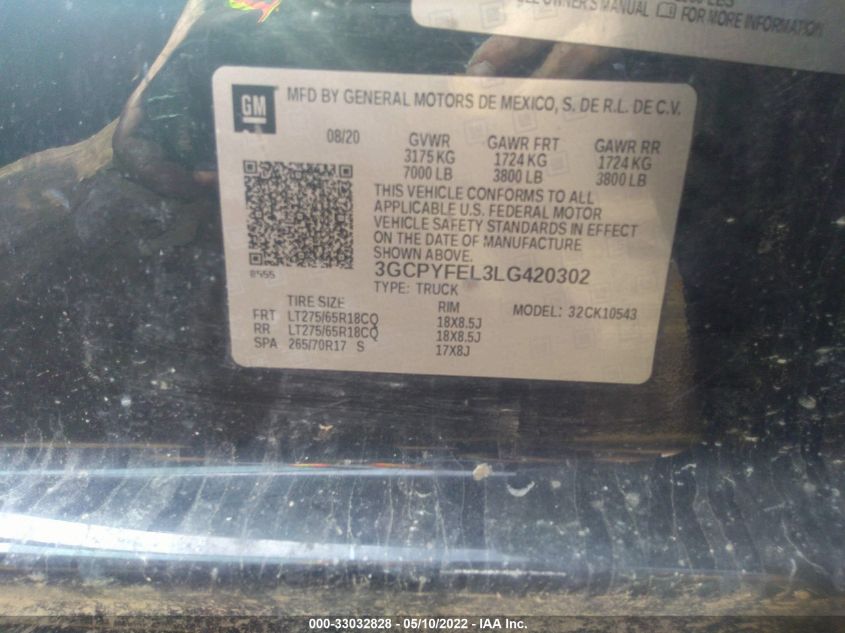 OWNER'S MANUAL FOR MORE INFORMATION
GM
MFD BY GENERAL MOTORS DE MEXICO, S. DE R.L. DE C.V.
08/20 GVWR GAWR FRT GAWR RR
3175 KG 1724 KG 1724 KG
7000 LB 3800 LB 3800 LB
THIS VEHICLE CONFORMS TO ALL
APPLICABLE U.S. FEDERAL MOTOR
VEHICLE SAFETY STANDARDS IN EFFECT
ON THE DATE OF MANUFACTURE
SHOWN ABOVE.
8555
3GCPYFEL3LG420302
TYPE: TRUCK
TIRE SIZE RIM MODEL: 32CK10543
FRT LT275/65R18CQ 18X8.5J
RR LT275/65R18CQ 18X8.5J
SPA 265/70R17 S 17X8J
000-33032828 - 05/10/2022 - IAA Inc.